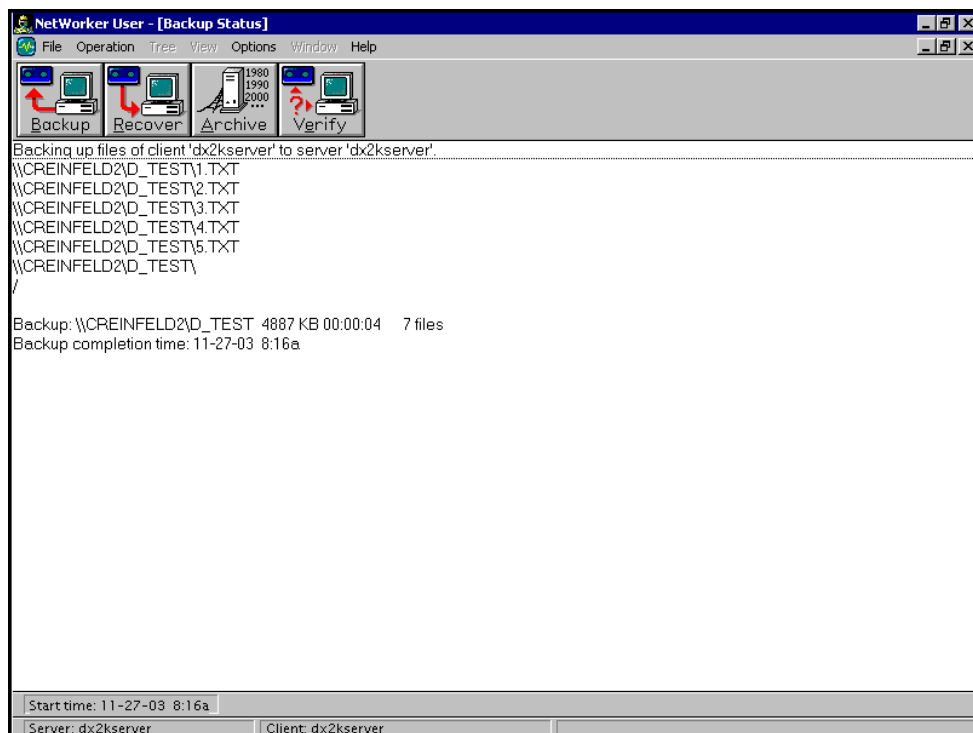 NetWorker User - [Backup Status]
File Operation Tree View Options Window Help
1980
1990
2000
...
Backup Recover Archive Verify
Backing up files of client 'dx2kserver' to server 'dx2kserver'.
\\CREINFELD2\D_TEST\1.TXT
\\CREINFELD2\D_TEST\2.TXT
\\CREINFELD2\D_TEST\3.TXT
\\CREINFELD2\D_TEST\4.TXT
\\CREINFELD2\D_TEST\5.TXT
\\CREINFELD2\D_TEST\
/
Backup: \\CREINFELD2\D_TEST 4887 KB 00:00:04 7 files
Backup completion time: 11-27-03 8:16a
Start time: 11-27-03 8:16a
Server: dx2kserver Client: dx2kserver